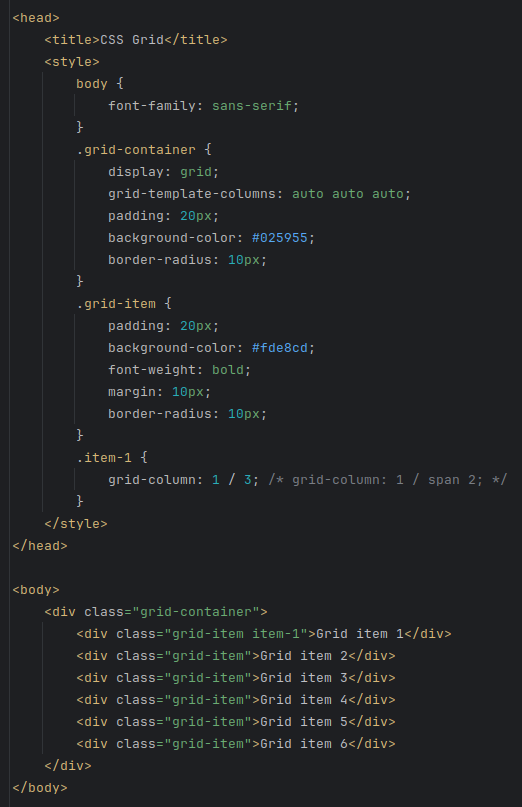 <head>
    <title>CSS Grid</title>
    <style>
        body {
            font-family: sans-serif;
        }
        .grid-container {
            display: grid;
            grid-template-columns: auto auto auto;
            padding: 20px;
            background-color: #025955;
            border-radius: 10px;
        }
        .grid-item {
            padding: 20px;
            background-color: #fde8cd;
            font-weight: bold;
            margin: 10px;
            border-radius: 10px;
        }
        .item-1 {
            grid-column: 1 / 3; /* grid-column: 1 / span 2; */
        }
    </style>
</head>

<body>
    <div class="grid-container">
        <div class="grid-item item-1">Grid item 1</div>
        <div class="grid-item">Grid item 2</div>
        <div class="grid-item">Grid item 3</div>
        <div class="grid-item">Grid item 4</div>
        <div class="grid-item">Grid item 5</div>
        <div class="grid-item">Grid item 6</div>
    </div>
</body>